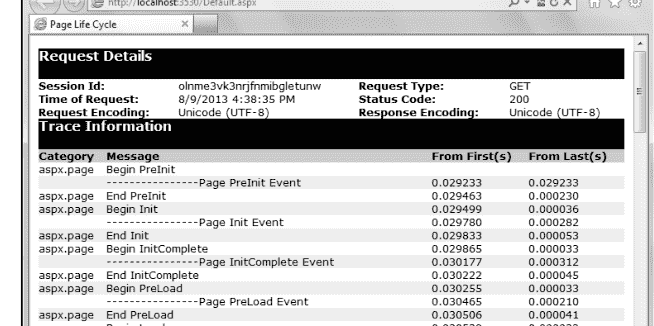 http://localhost:3530/Default.aspx
Page Life Cycle
Request Details
Session Id: olnme3vk3nrjfnmibgletunw Request Type: GET
Time of Request: 8/9/2013 4:38:35 PM Status Code: 200
Request Encoding: Unicode (UTF-8) Response Encoding: Unicode (UTF-8)
Trace Information
Category Message From First(s) From Last(s)
aspx.page Begin PreInit
----------------Page PreInit Event 0.029233 0.029233
aspx.page End PreInit 0.029463 0.000230
aspx.page Begin Init 0.029499 0.000036
----------------Page Init Event 0.029780 0.000282
aspx.page End Init 0.029833 0.000053
aspx.page Begin InitComplete 0.029865 0.000033
----------------Page InitComplete Event 0.030177 0.000312
aspx.page End InitComplete 0.030222 0.000045
aspx.page Begin PreLoad 0.030255 0.000033
----------------Page PreLoad Event 0.030465 0.000210
aspx.page End PreLoad 0.030506 0.000041